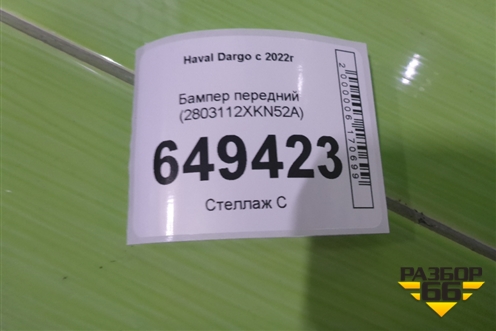 Haval Dargo с 2022г
Бампер передний
(2803112XKN52A)
649423
Стеллаж С
2000006170699
РАЗБОР
66